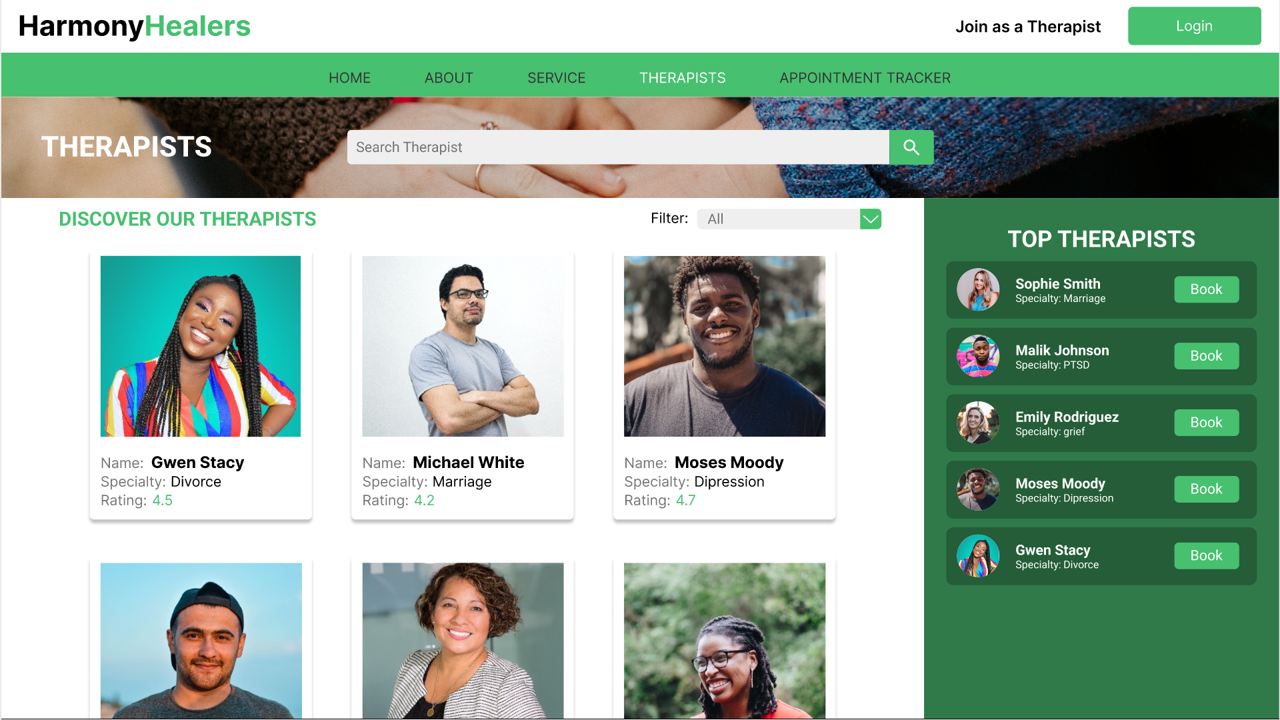 HarmonyHealers
Join as a Therapist
Login
HOME
ABOUT
SERVICE
THERAPISTS
APPOINTMENT TRACKER
THERAPISTS
Search Therapist
DISCOVER OUR THERAPISTS
Filter: All
Name: Gwen Stacy
Specialty: Divorce
Rating: 4.5
Name: Michael White
Specialty: Marriage
Rating: 4.2
Name: Moses Moody
Specialty: Dipression
Rating: 4.7
TOP THERAPISTS
Sophie Smith
Specialty: Marriage
Book
Malik Johnson
Specialty: PTSD
Book
Emily Rodriguez
Specialty: grief
Book
Moses Moody
Specialty: Dipression
Book
Gwen Stacy
Specialty: Divorce
Book